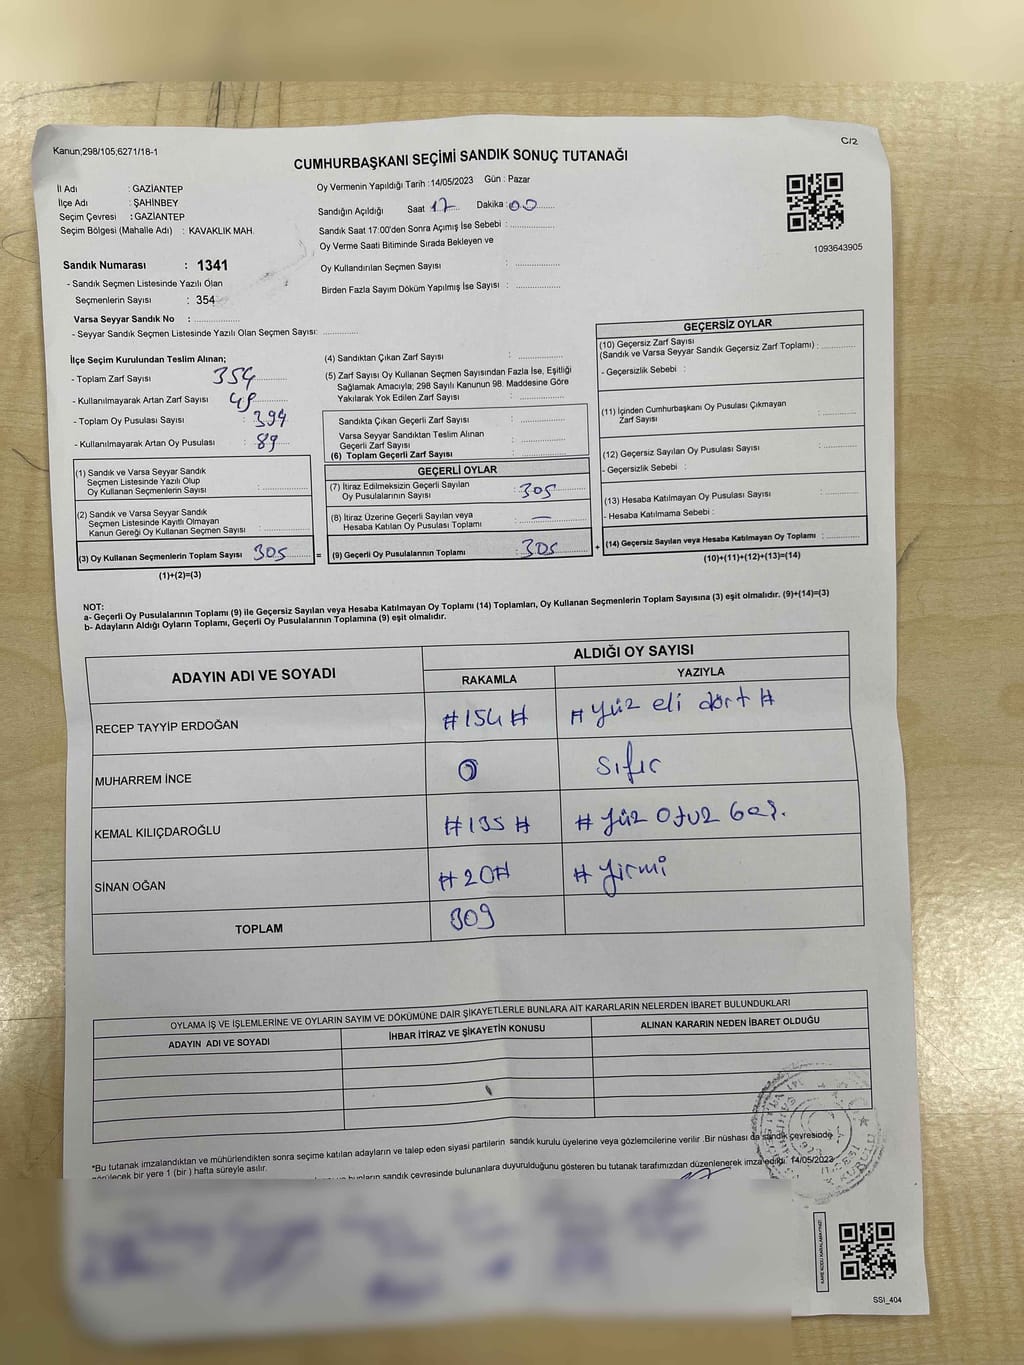 Kanun;298/105;6271/18-1
C/2
CUMHURBAŞKANI SEÇİMİ SANDIK SONUÇ TUTANAĞI
İl Adı : GAZİANTEP
İlçe Adı : ŞAHİNBEY
Seçim Çevresi : GAZİANTEP
Seçim Bölgesi (Mahalle Adı) : KAVAKLIK MAH.
Oy Vermenin Yapıldığı Tarih : 14/05/2023 Gün : Pazar
Sandığın Açıldığı Saat 17 Dakika : 00
Sandık Saat 17:00'den Sonra Açımış İse Sebebi :
Oy Verme Saati Bitiminde Sırada Bekleyen ve
Oy Kullandırılan Seçmen Sayısı :
Birden Fazla Sayım Döküm Yapılmış İse Sayısı :
1093643905
Sandık Numarası : 1341
- Sandık Seçmen Listesinde Yazılı Olan
Seçmenlerin Sayısı : 354
Varsa Seyyar Sandık No :
- Seyyar Sandık Seçmen Listesinde Yazılı Olan Seçmen Sayısı:
İlçe Seçim Kurulundan Teslim Alınan;
- Toplam Zarf Sayısı 354
- Kullanılmayarak Artan Zarf Sayısı
- Toplam Oy Pusulası Sayısı : 394
- Kullanılmayarak Artan Oy Pusulası : 89
(1) Sandık ve Varsa Seyyar Sandık
Seçmen Listesinde Yazılı Olup
Oy Kullanan Seçmenlerin Sayısı :
(2) Sandık ve Varsa Seyyar Sandık
Seçmen Listesinde Kayıtlı Olmayan
Kanun Gereği Oy Kullanan Seçmen Sayısı :
(3) Oy Kullanan Seçmenlerin Toplam Sayısı 305 =
(1)+(2)=(3)
(4) Sandıktan Çıkan Zarf Sayısı :
(5) Zarf Sayısı Oy Kullanan Seçmen Sayısından Fazla İse, Eşitliği
Sağlamak Amacıyla; 298 Sayılı Kanunun 98. Maddesine Göre
Yakılarak Yok Edilen Zarf Sayısı :
Sandıkta Çıkan Geçerli Zarf Sayısı :
Varsa Seyyar Sandıktan Teslim Alınan
Geçerli Zarf Sayısı :
(6) Toplam Geçerli Zarf Sayısı :
GEÇERLİ OYLAR
(7) İtiraz Edilmeksizin Geçerli Sayılan
Oy Pusulalarının Sayısı : 305
(8) İtiraz Üzerine Geçerli Sayılan veya
Hesaba Katılan Oy Pusulası Toplamı : —
(9) Geçerli Oy Pusulalarının Toplamı : 305 +
GEÇERSİZ OYLAR
(10) Geçersiz Zarf Sayısı
(Sandık ve Varsa Seyyar Sandık Geçersiz Zarf Toplamı) :
- Geçersizlik Sebebi :
(11) İçinden Cumhurbaşkanı Oy Pusulası Çıkmayan
Zarf Sayısı :
(12) Geçersiz Sayılan Oy Pusulası Sayısı :
- Geçersizlik Sebebi :
(13) Hesaba Katılmayan Oy Pusulası Sayısı :
- Hesaba Katılmama Sebebi :
(14) Geçersiz Sayılan veya Hesaba Katılmayan Oy Toplamı :
(10)+(11)+(12)+(13)=(14)
NOT:
a- Geçerli Oy Pusulalarının Toplamı (9) ile Geçersiz Sayılan veya Hesaba Katılmayan Oy Toplamı (14) Toplamları, Oy Kullanan Seçmenlerin Toplam Sayısına (3) eşit olmalıdır. (9)+(14)=(3)
b- Adayların Aldığı Oyların Toplamı, Geçerli Oy Pusulalarının Toplamına (9) eşit olmalıdır.
ADAYIN ADI VE SOYADI
ALDIĞI OY SAYISI
RAKAMLA YAZIYLA
RECEP TAYYİP ERDOĞAN #154# # yüz eli dört #
MUHARREM İNCE 0 sıfır
KEMAL KILIÇDAROĞLU #135# # yüz otuz beş.
SİNAN OĞAN #20# # yirmi
TOPLAM 309
OYLAMA İŞ VE İŞLEMLERİNE VE OYLARIN SAYIM VE DÖKÜMÜNE DAİR ŞİKAYETLERLE BUNLARA AİT KARARLARIN NELERDEN İBARET BULUNDUKLARI
ADAYIN ADI VE SOYADI İHBAR İTİRAZ VE ŞİKAYETİN KONUSU ALINAN KARARIN NEDEN İBARET OLDUĞU
*Bu tutanak imzalandıktan ve mühürlendikten sonra seçime katılan adayların ve talep eden siyasi partilerin sandık kurulu üyelerine veya gözlemcilerine verilir .Bir nüshası da sandık çevresinde
görülecek bir yere 1 (bir ) hafta süreyle asılır.
sandık çevresinde bulunanlara duyurulduğunu gösteren bu tutanak tarafımızdan düzenlenerek imza edildi. 14/05/2023
SSI_404